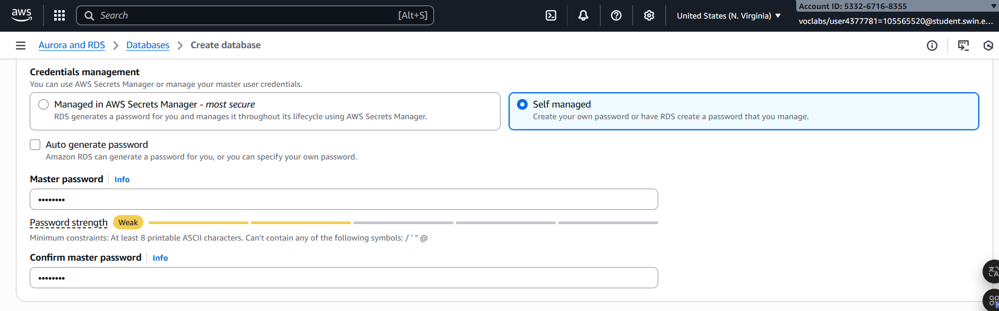 aws
Search [Alt+S]
United States (N. Virginia)
Account ID: 5332-6716-8355
voclabs/user4377781=105565520@student.swin.e...
Aurora and RDS > Databases > Create database
Credentials management
You can use AWS Secrets Manager or manage your master user credentials.
Managed in AWS Secrets Manager - most secure
RDS generates a password for you and manages it throughout its lifecycle using AWS Secrets Manager.
Self managed
Create your own password or have RDS create a password that you manage.
Auto generate password
Amazon RDS can generate a password for you, or you can specify your own password.
Master password Info
••••••••
Password strength Weak
Minimum constraints: At least 8 printable ASCII characters. Can't contain any of the following symbols: / ' " @
Confirm master password Info
••••••••